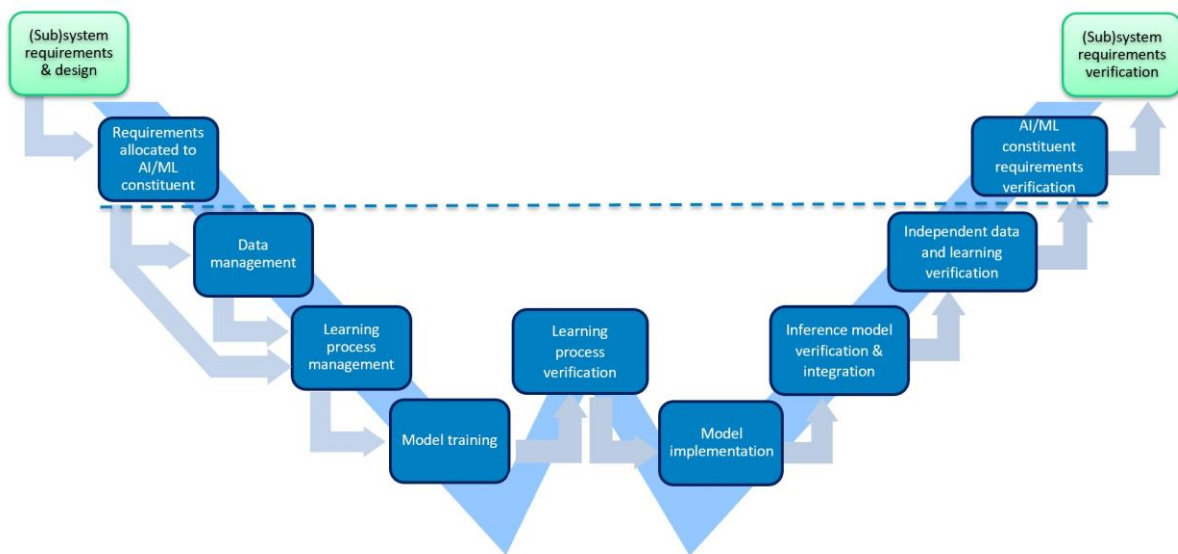 (Sub)system
requirements
& design
(Sub)system
requirements
verification
Requirements
allocated to
AI/ML
constituent
AI/ML
constituent
requirements
verification
Data
management
Independent data
and learning
verification
Learning
process
management
Learning
process
verification
Inference model
verification &
integration
Model training
Model
implementation